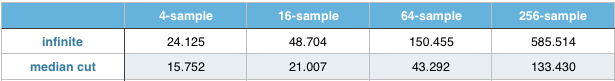 4-sample 16-sample 64-sample 256-sample
infinite 24.125 48.704 150.455 585.514
median cut 15.752 21.007 43.292 133.430